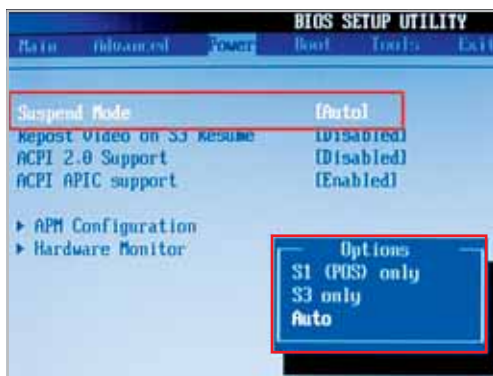 BIOS SETUP UTILITY
Main Advanced Power Boot Tools Exit
Suspend Mode [Auto]
Repost Video on S3 Resume [Disabled]
ACPI 2.0 Support [Disabled]
ACPI APIC support [Enabled]
▶ APM Configuration
▶ Hardware Monitor
Options
S1 (POS) only
S3 only
Auto